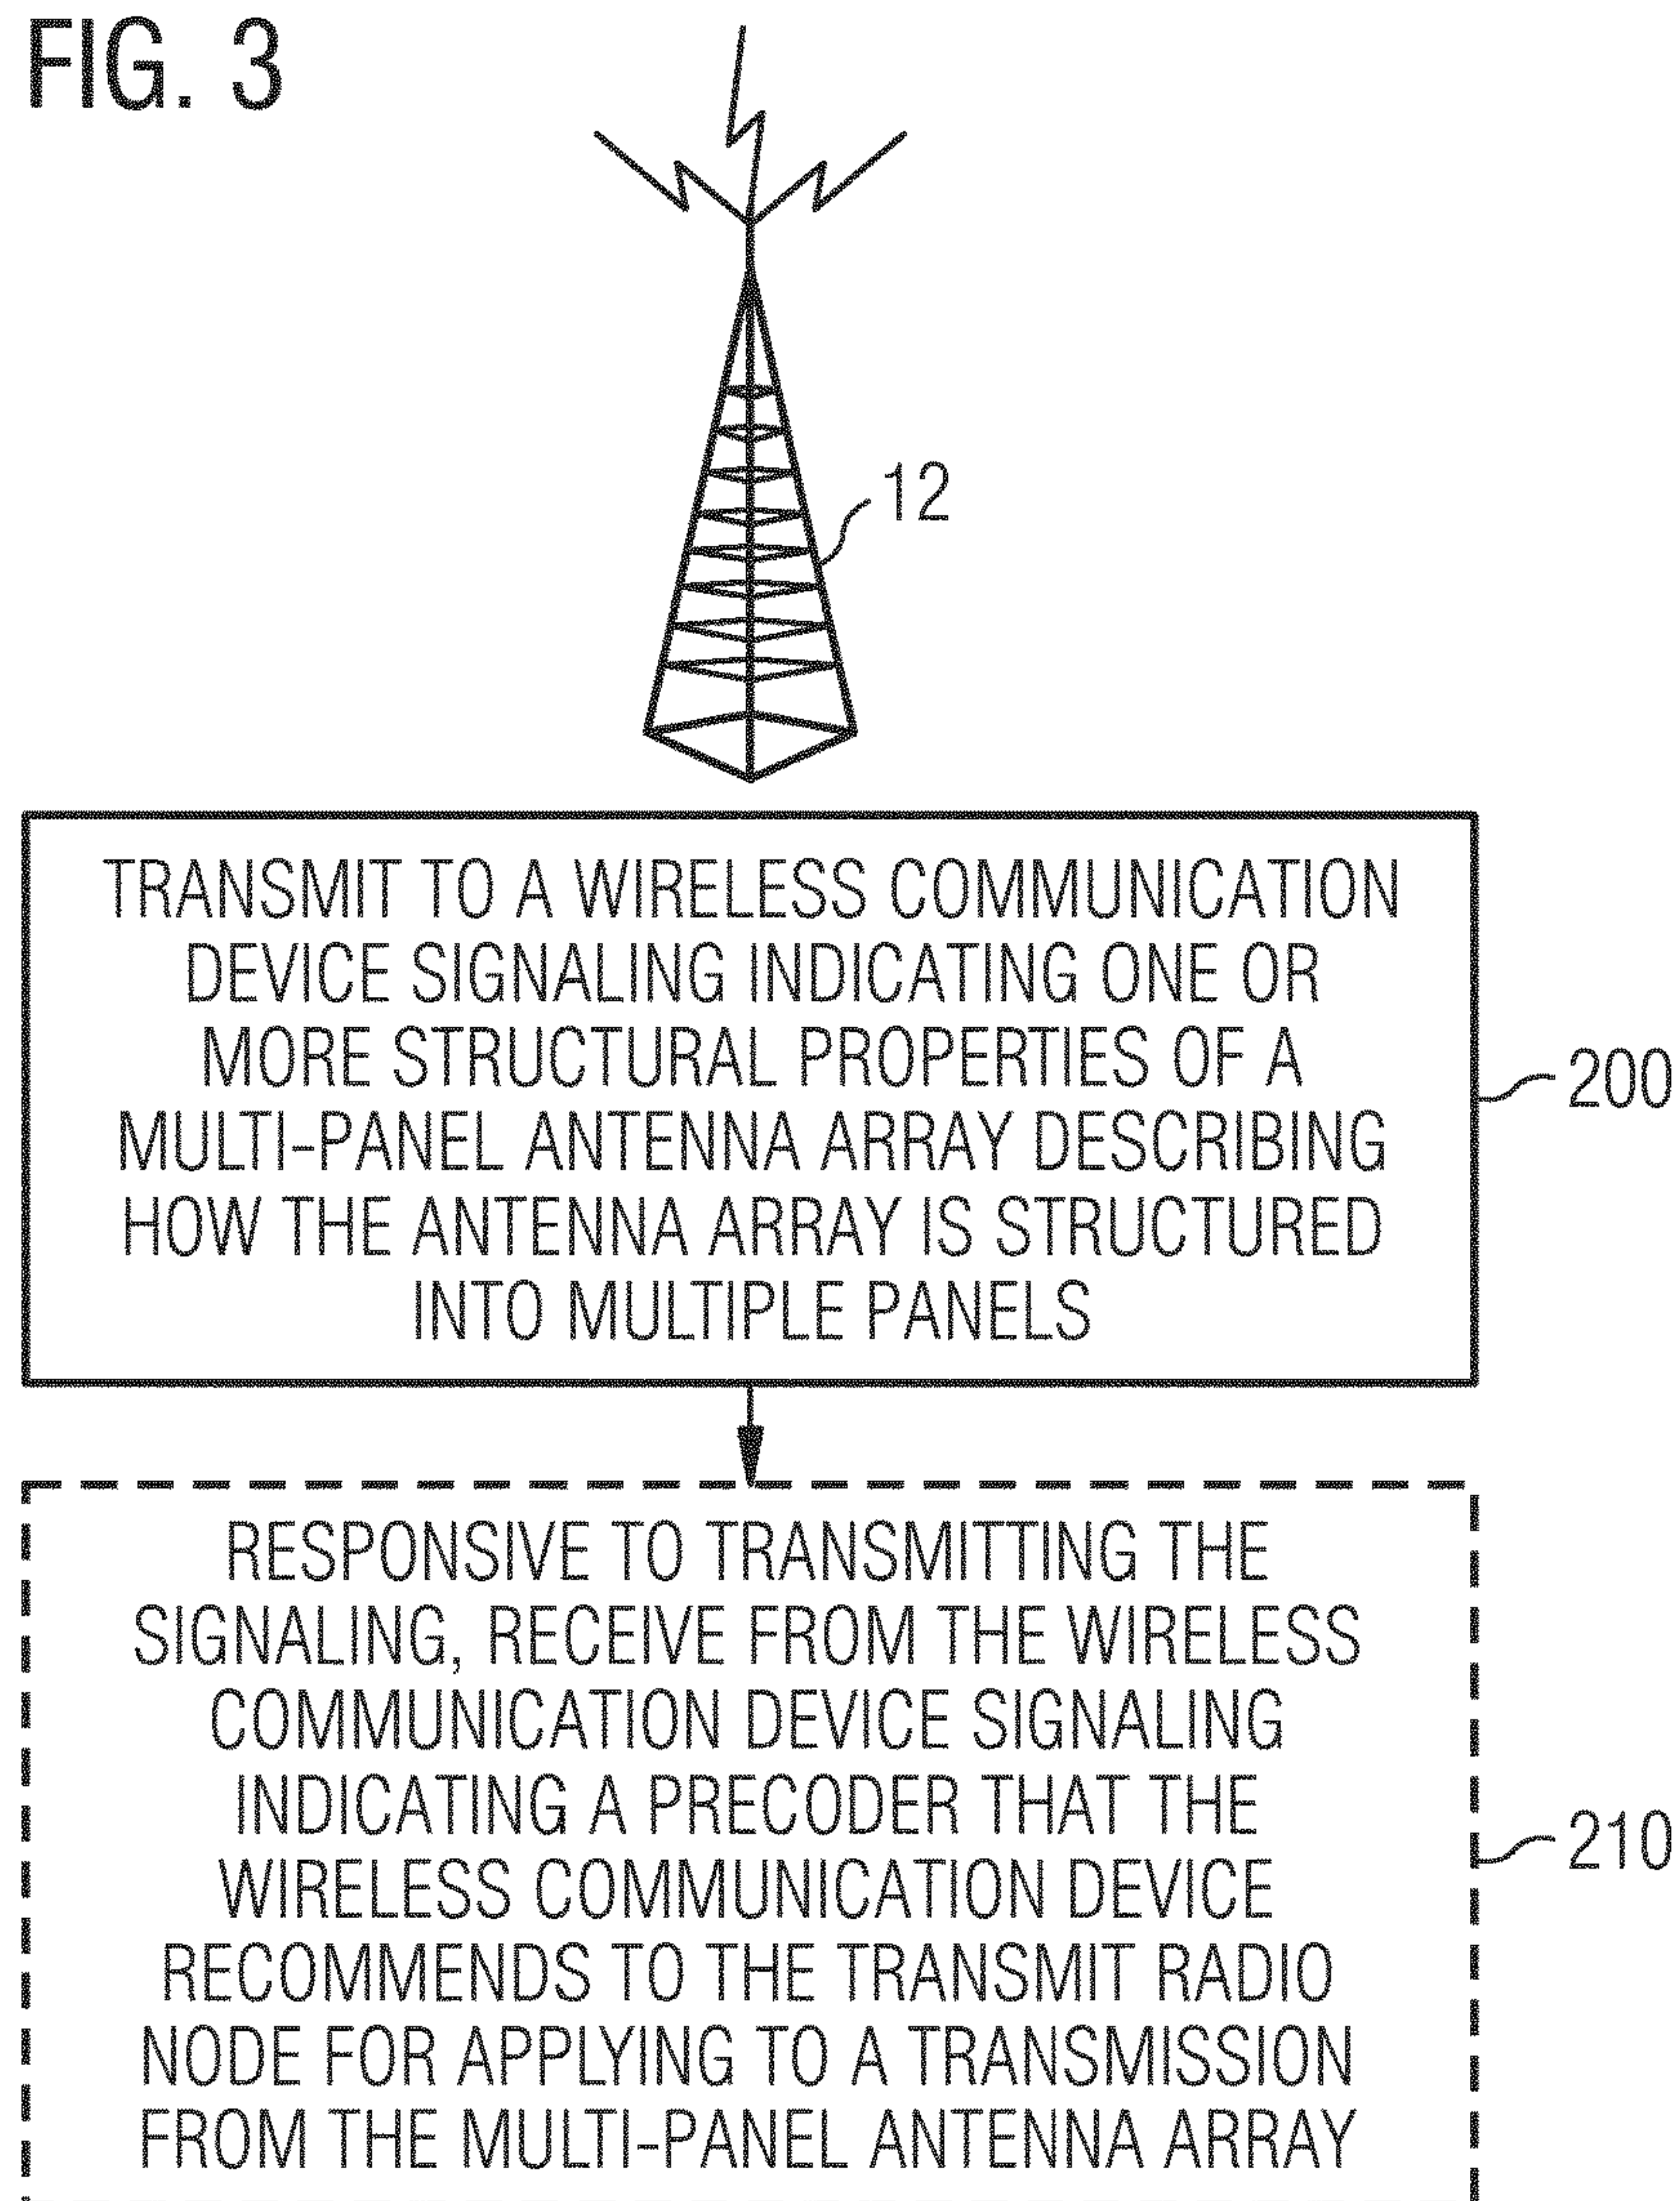 FIG. 3
12
TRANSMIT TO A WIRELESS COMMUNICATION
DEVICE SIGNALING INDICATING ONE OR
MORE STRUCTURAL PROPERTIES OF A
MULTI-PANEL ANTENNA ARRAY DESCRIBING
HOW THE ANTENNA ARRAY IS STRUCTURED
INTO MULTIPLE PANELS
200
RESPONSIVE TO TRANSMITTING THE
SIGNALING, RECEIVE FROM THE WIRELESS
COMMUNICATION DEVICE SIGNALING
INDICATING A PRECODER THAT THE
WIRELESS COMMUNICATION DEVICE
RECOMMENDS TO THE TRANSMIT RADIO
NODE FOR APPLYING TO A TRANSMISSION
FROM THE MULTI-PANEL ANTENNA ARRAY
210